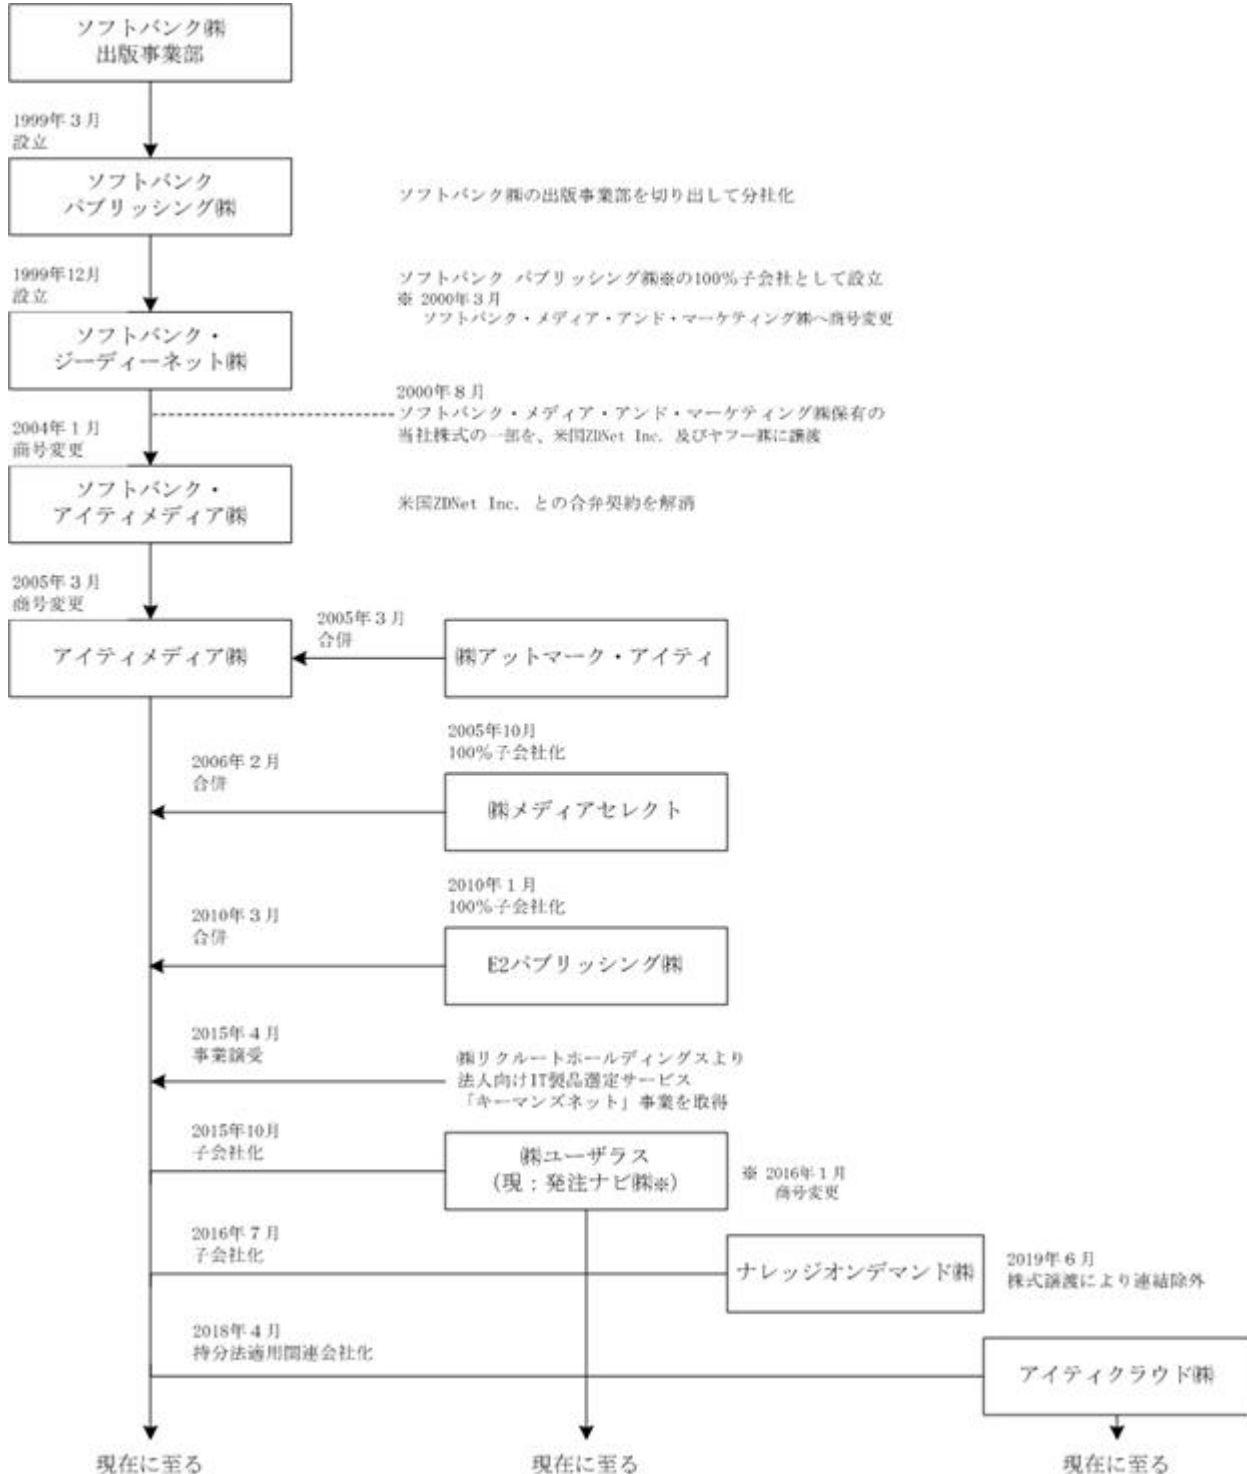 ソフトバンク㈱
出版事業部
1999年３月
設立
ソフトバンク
パブリッシング㈱
ソフトバンク㈱の出版事業部を切り出して分社化
1999年12月
設立
ソフトバンク パブリッシング㈱※の100％子会社として設立
※ 2000年３月
ソフトバンク・メディア・アンド・マーケティング㈱へ商号変更
ソフトバンク・
ジーディーネット㈱
2000年８月
ソフトバンク・メディア・アンド・マーケティング㈱保有の
当社株式の一部を、米国ZDNet Inc. 及びヤフー㈱に譲渡
2004年１月
商号変更
ソフトバンク・
アイティメディア㈱
米国ZDNet Inc. との合弁契約を解消
2005年３月
商号変更
アイティメディア㈱
2005年３月
合併
㈱アットマーク・アイティ
2005年10月
100％子会社化
2006年２月
合併
㈱メディアセレクト
2010年１月
100％子会社化
2010年３月
合併
E2パブリッシング㈱
2015年４月
事業譲受
㈱リクルートホールディングスより
法人向けIT製品選定サービス
「キーマンズネット」事業を取得
2015年10月
子会社化
㈱ユーザラス
(現：発注ナビ㈱※)
※ 2016年１月
商号変更
2016年７月
子会社化
ナレッジオンデマンド㈱
2019年６月
株式譲渡により連結除外
2018年４月
持分法適用関連会社化
アイティクラウド㈱
現在に至る
現在に至る
現在に至る